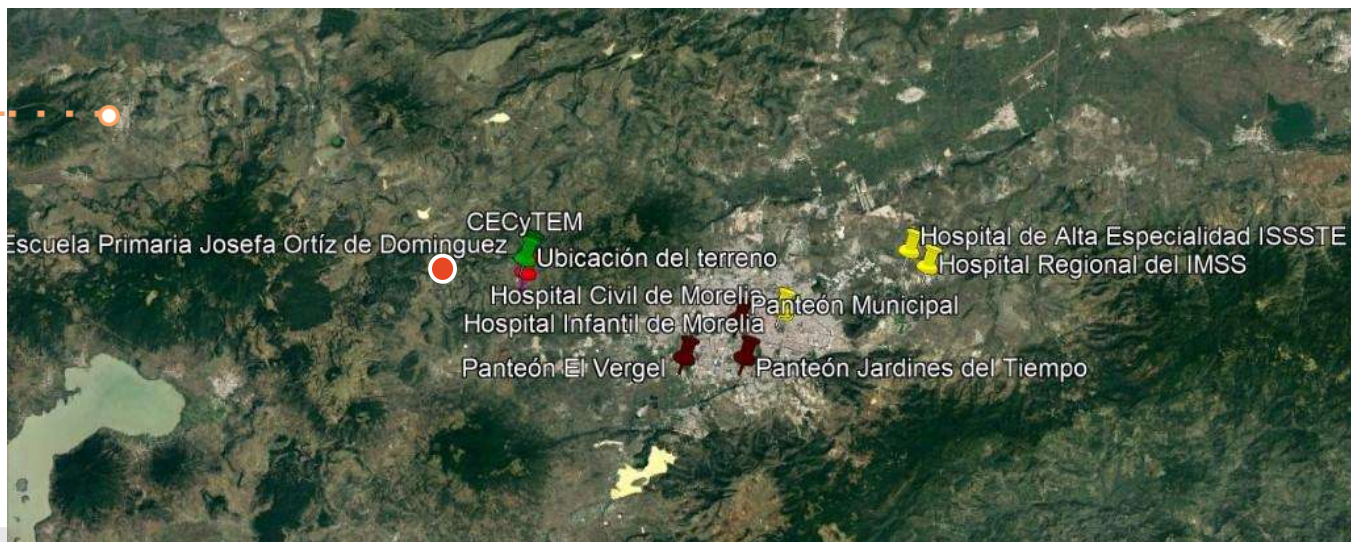 CECyTEM
Escuela Primaria Josefa Ortíz de Dominguez
Ubicación del terreno
Hospital de Alta Especialidad ISSSTE
Hospital Regional del IMSS
Hospital Civil de Morelia
Panteón Municipal
Hospital Infantil de Morelia
Panteón El Vergel
Panteón Jardines del Tiempo